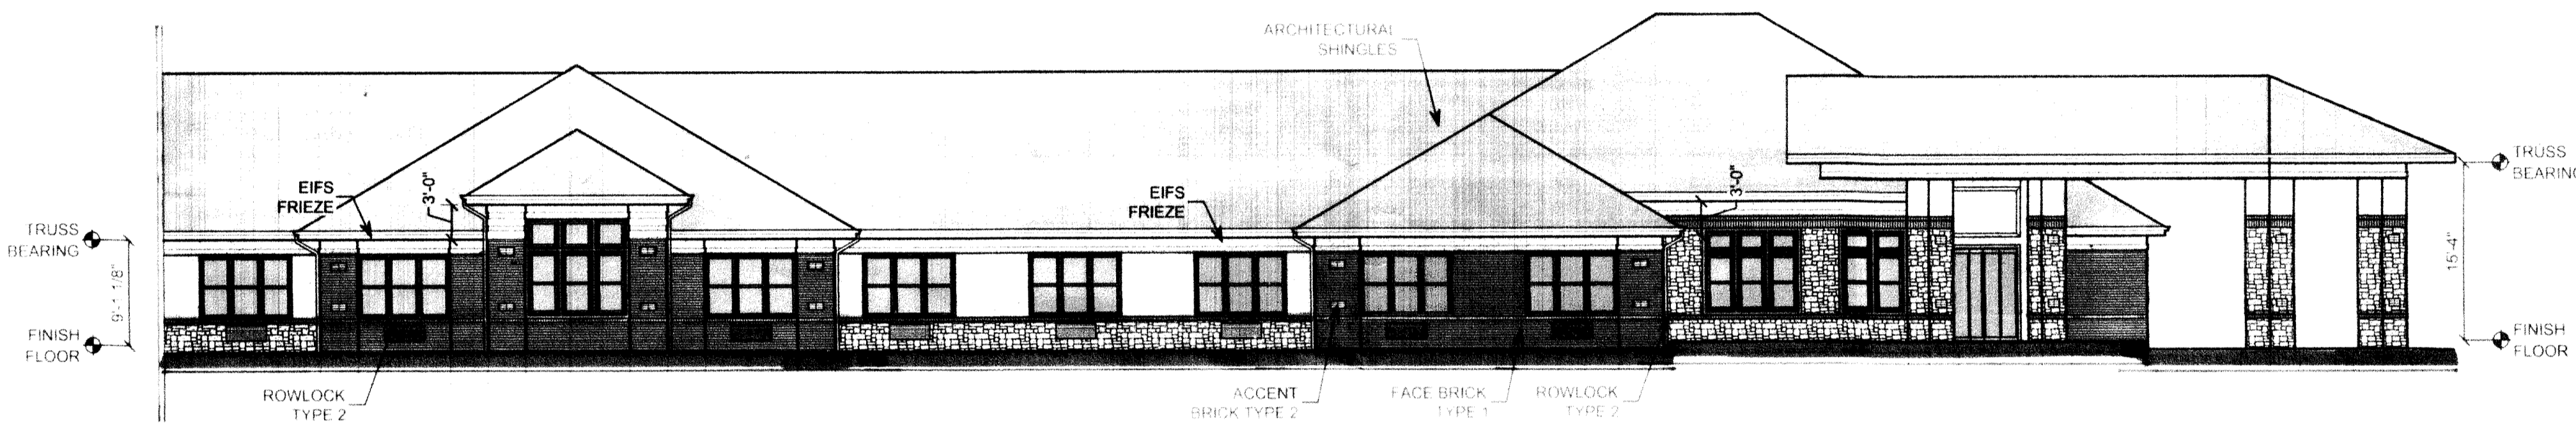 ARCHITECTURAL
SHINGLES
EIFS
FRIEZE
3'-0"
EIFS
FRIEZE
3'-0"
TRUSS
BEARING
TRUSS
BEARING
9'- 1 1/8"
15'-4"
FINISH
FLOOR
FINISH
FLOOR
ROWLOCK
TYPE 2
ACCENT
BRICK TYPE 2
FACE BRICK
TYPE 1
ROWLOCK
TYPE 2